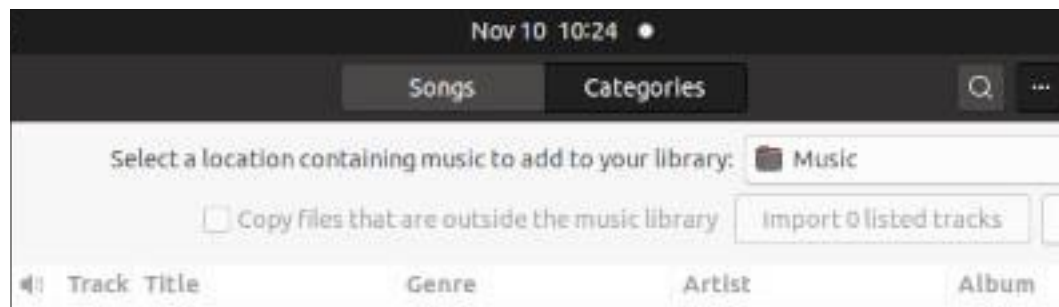 Nov 10 10:24
Songs Categories
Select a location containing music to add to your library: Music
Copy files that are outside the music library Import 0 listed tracks
Track Title Genre Artist Album